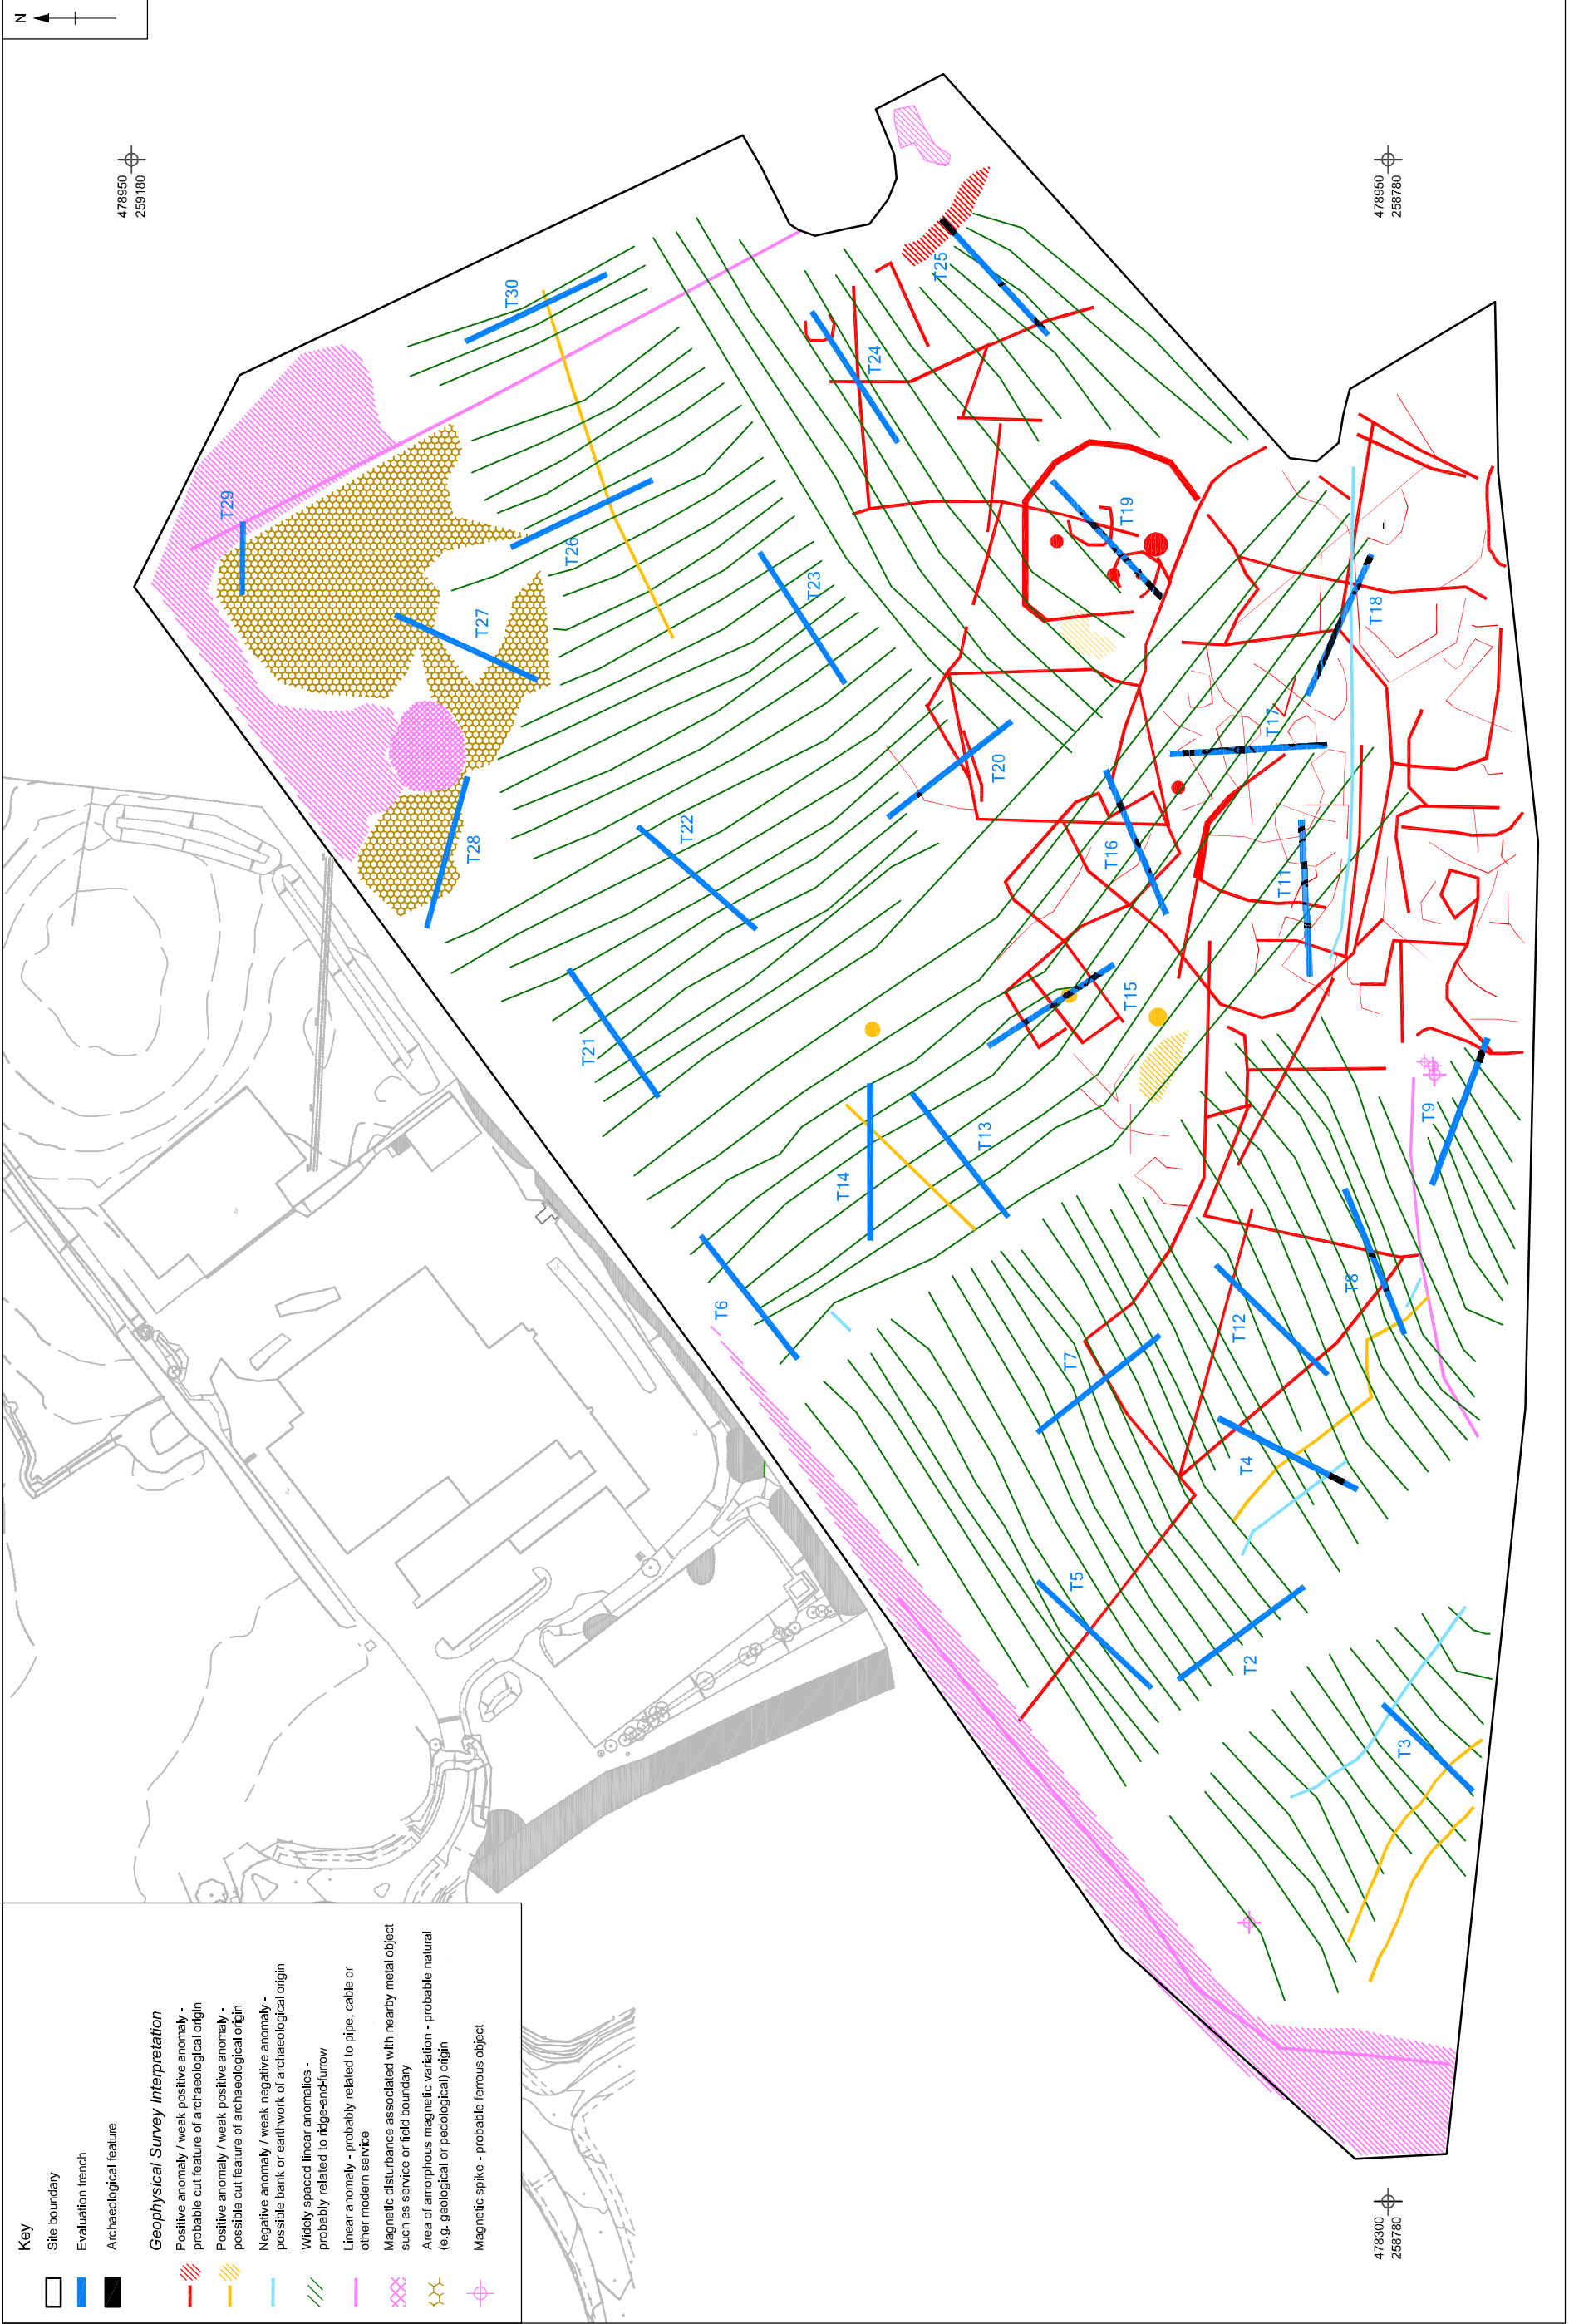 Key
Site boundary
Evaluation trench
Archaeological feature
Geophysical Survey Interpretation
Positive anomaly / weak positive anomaly -
probable cut feature of archaeological origin
Positive anomaly / weak positive anomaly -
possible cut feature of archaeological origin
Negative anomaly / weak negative anomaly -
possible bank or earthwork of archaeological origin
Widely spaced linear anomalies -
probably related to ridge-and-furrow
Linear anomaly - probably related to pipe, cable or
other modern service
Magnetic disturbance associated with nearby metal object
such as service or field boundary
Area of amorphous magnetic variation - probable natural
(e.g. geological or pedological) origin
Magnetic spike - probable ferrous object
N
478950
259180
478950
258780
478300
258780
T29
T30
T26
T27
T28
T25
T24
T23
T22
T21
T20
T19
T18
T17
T16
T15
T14
T13
T12
T11
T9
T8
T7
T6
T5
T4
T3
T2